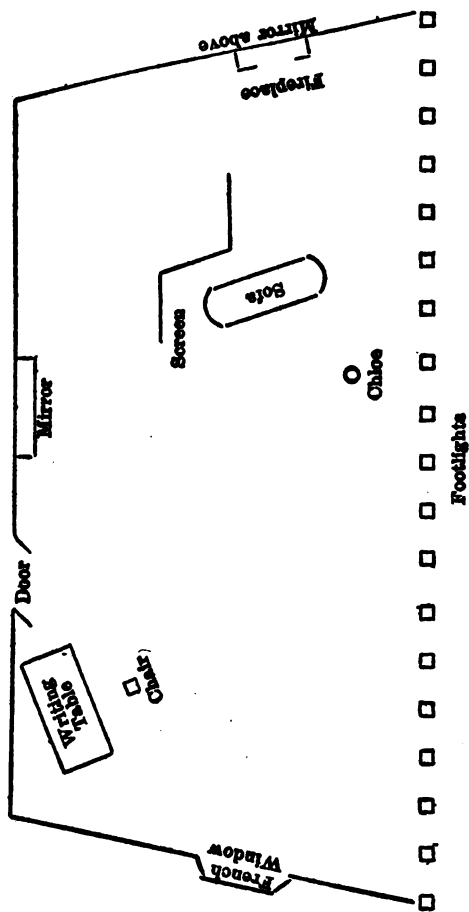 Mirror above
Fireplace
Sofa
Screen
Mirror
Chloe
Footlights
Door
Writing
Table
Chair
French
Window